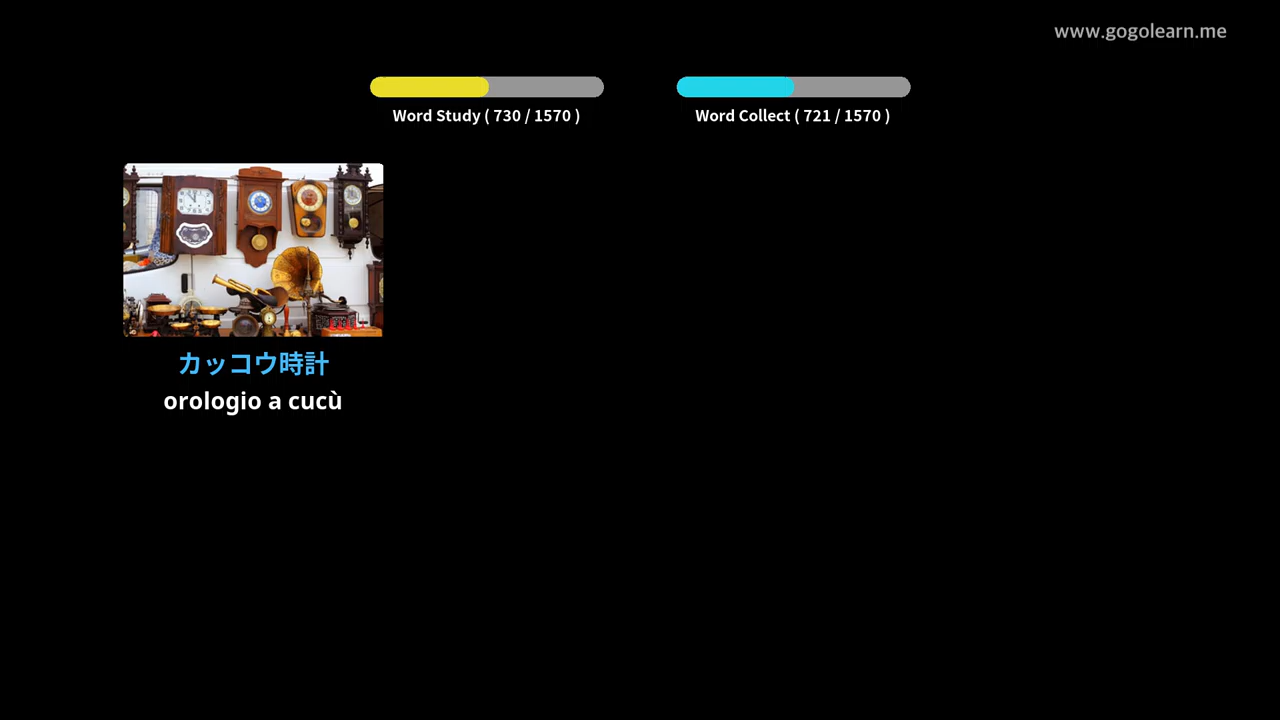 www.gogolearn.me
Word Study ( 730 / 1570 )
Word Collect ( 721 / 1570 )
カッコウ時計
orologio a cucù